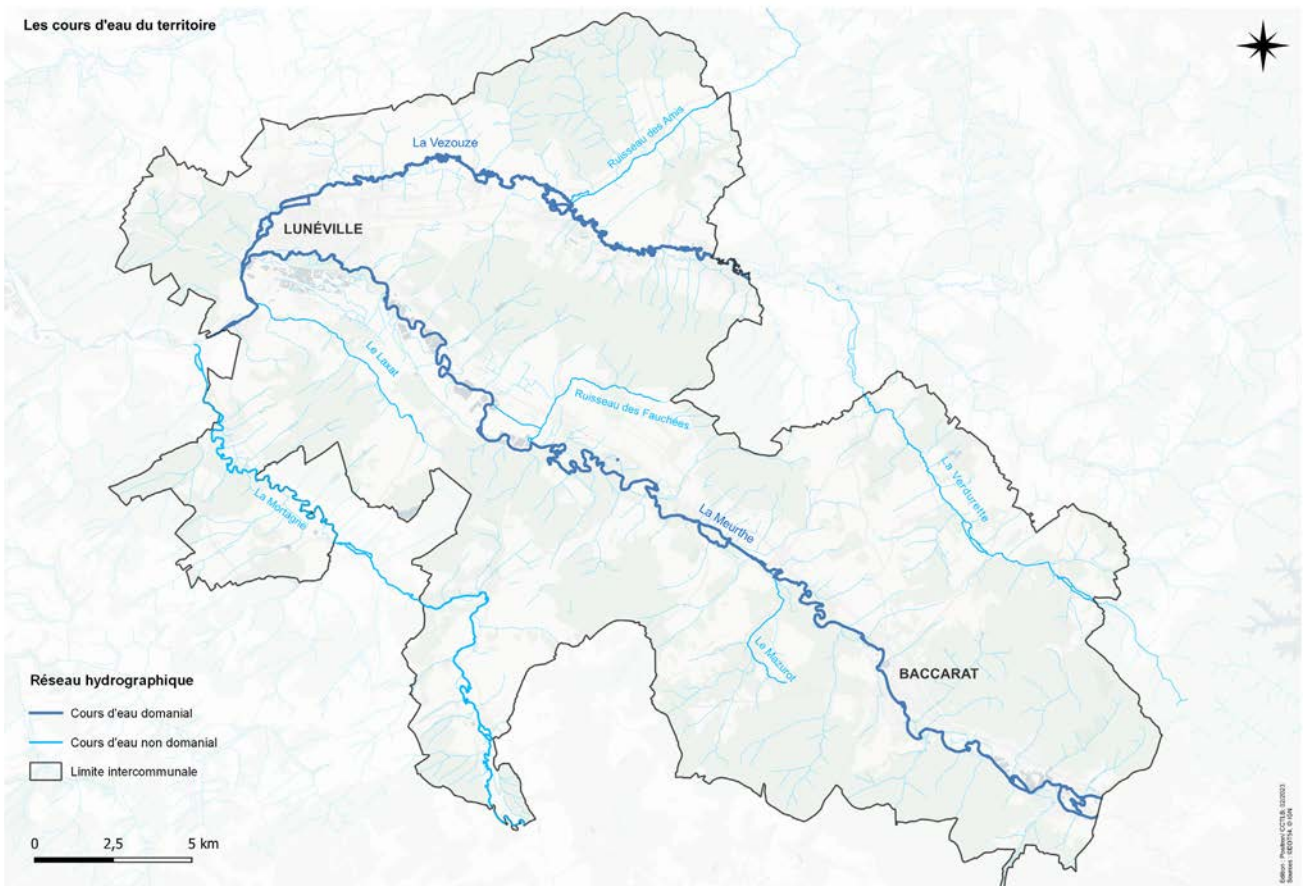 Les cours d'eau du territoire
Ruisseau des Amis
La Vezouze
LUNÉVILLE
Le Laxat
Ruisseau des Fauchées
La Verdurette
La Mortagne
La Meurthe
Le Mazurot
BACCARAT
Réseau hydrographique
Cours d'eau domanial
Cours d'eau non domanial
Limite intercommunale
0 2,5 5 km